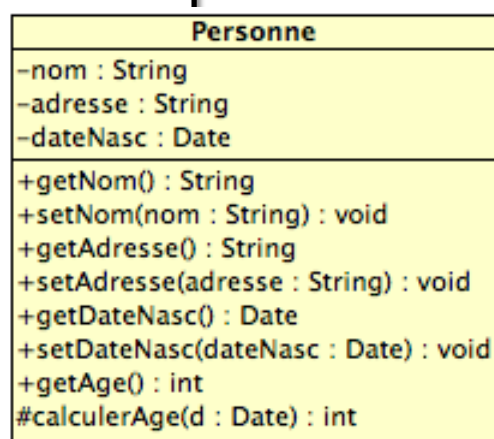 Personne
-nom : String
-adresse : String
-dateNasc : Date
+getNom() : String
+setNom(nom : String) : void
+getAdresse() : String
+setAdresse(adresse : String) : void
+getDateNasc() : Date
+setDateNasc(dateNasc : Date) : void
+getAge() : int
#calculerAge(d : Date) : int